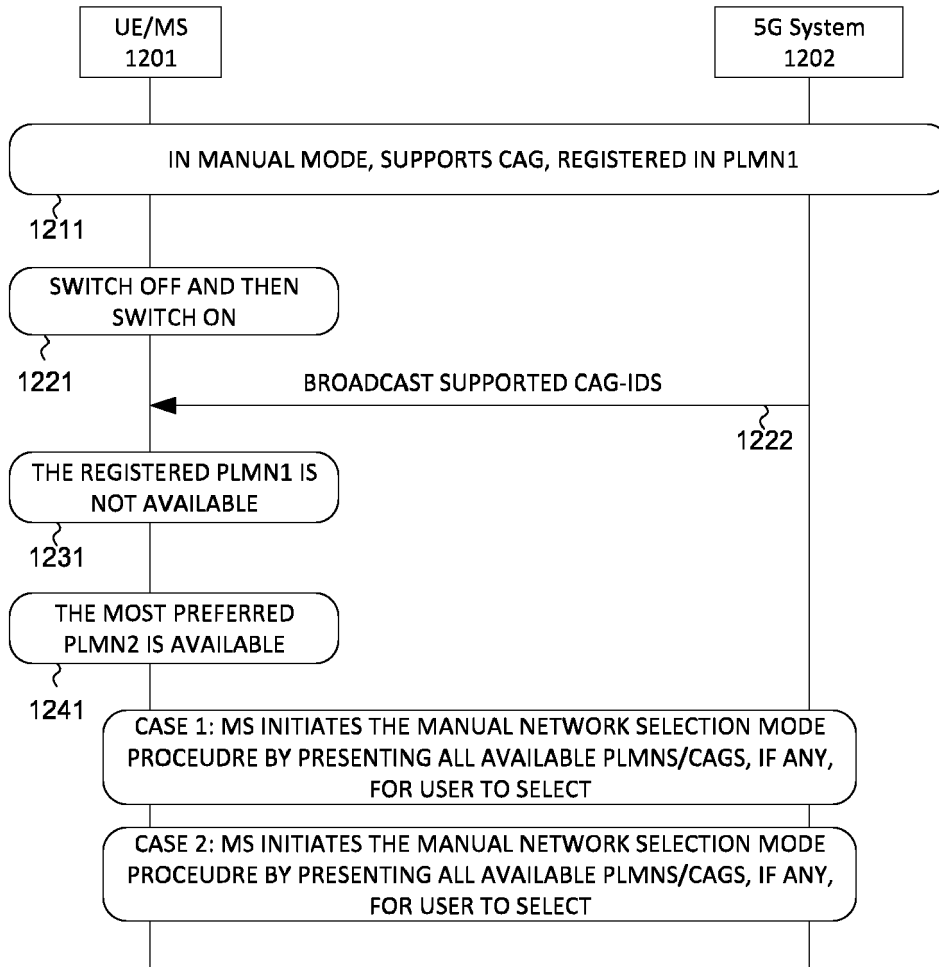 UE/MS
1201
5G System
1202
IN MANUAL MODE, SUPPORTS CAG, REGISTERED IN PLMN1
1211
SWITCH OFF AND THEN
SWITCH ON
1221
BROADCAST SUPPORTED CAG-IDS
1222
THE REGISTERED PLMN1 IS
NOT AVAILABLE
1231
THE MOST PREFERRED
PLMN2 IS AVAILABLE
1241
CASE 1: MS INITIATES THE MANUAL NETWORK SELECTION MODE
PROCEUDRE BY PRESENTING ALL AVAILABLE PLMNS/CAGS, IF ANY,
FOR USER TO SELECT
CASE 2: MS INITIATES THE MANUAL NETWORK SELECTION MODE
PROCEUDRE BY PRESENTING ALL AVAILABLE PLMNS/CAGS, IF ANY,
FOR USER TO SELECT